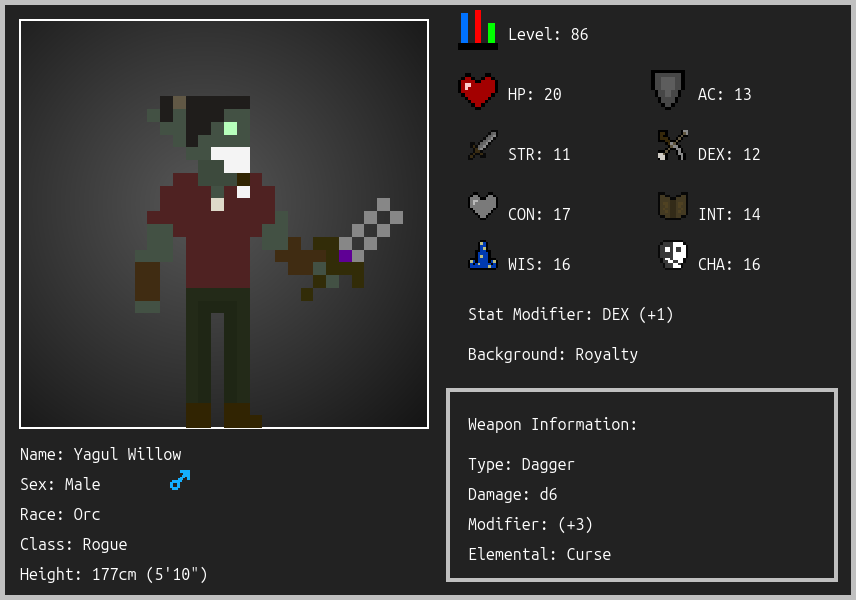 Level: 86
HP: 20
AC: 13
STR: 11
DEX: 12
CON: 17
INT: 14
WIS: 16
CHA: 16
Stat Modifier: DEX (+1)
Background: Royalty
Weapon Information:
Type: Dagger
Damage: d6
Modifier: (+3)
Elemental: Curse
Name: Yagul Willow
Sex: Male
Race: Orc
Class: Rogue
Height: 177cm (5'10")